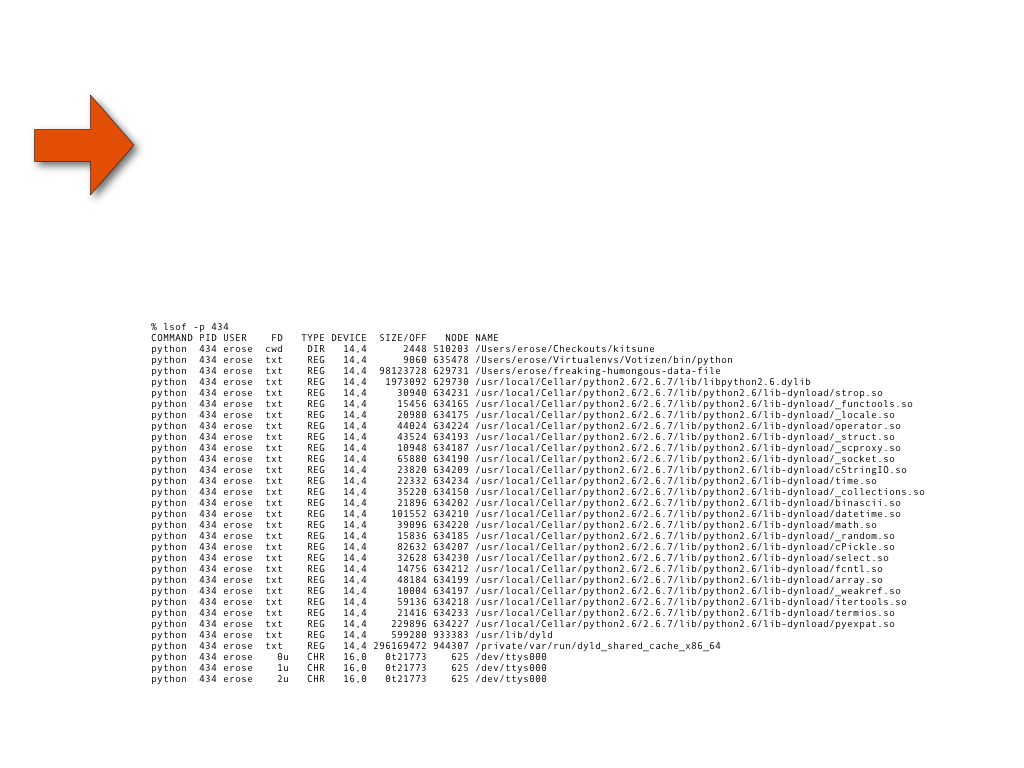 % lsof -p 434
COMMAND PID USER   FD   TYPE DEVICE  SIZE/OFF   NODE NAME
python  434 erose  cwd    DIR  14,4      2448 510203 /Users/erose/Checkouts/kitsune
python  434 erose  txt    REG  14,4      9060 635478 /Users/erose/Virtualenvs/Votizen/bin/python
python  434 erose  txt    REG  14,4  98123728 629731 /Users/erose/freaking-humongous-data-file
python  434 erose  txt    REG  14,4   1973092 629730 /usr/local/Cellar/python2.6/2.6.7/lib/libpython2.6.dylib
python  434 erose  txt    REG  14,4     30940 634231 /usr/local/Cellar/python2.6/2.6.7/lib/python2.6/lib-dynload/strop.so
python  434 erose  txt    REG  14,4     15456 634165 /usr/local/Cellar/python2.6/2.6.7/lib/python2.6/lib-dynload/_functools.so
python  434 erose  txt    REG  14,4     20980 634175 /usr/local/Cellar/python2.6/2.6.7/lib/python2.6/lib-dynload/_locale.so
python  434 erose  txt    REG  14,4     44024 634224 /usr/local/Cellar/python2.6/2.6.7/lib/python2.6/lib-dynload/operator.so
python  434 erose  txt    REG  14,4     43524 634193 /usr/local/Cellar/python2.6/2.6.7/lib/python2.6/lib-dynload/_struct.so
python  434 erose  txt    REG  14,4     10948 634187 /usr/local/Cellar/python2.6/2.6.7/lib/python2.6/lib-dynload/_scproxy.so
python  434 erose  txt    REG  14,4     65880 634190 /usr/local/Cellar/python2.6/2.6.7/lib/python2.6/lib-dynload/_socket.so
python  434 erose  txt    REG  14,4     23820 634209 /usr/local/Cellar/python2.6/2.6.7/lib/python2.6/lib-dynload/cStringIO.so
python  434 erose  txt    REG  14,4     22332 634234 /usr/local/Cellar/python2.6/2.6.7/lib/python2.6/lib-dynload/time.so
python  434 erose  txt    REG  14,4     35220 634150 /usr/local/Cellar/python2.6/2.6.7/lib/python2.6/lib-dynload/_collections.so
python  434 erose  txt    REG  14,4     21896 634202 /usr/local/Cellar/python2.6/2.6.7/lib/python2.6/lib-dynload/binascii.so
python  434 erose  txt    REG  14,4    101552 634210 /usr/local/Cellar/python2.6/2.6.7/lib/python2.6/lib-dynload/datetime.so
python  434 erose  txt    REG  14,4     39096 634220 /usr/local/Cellar/python2.6/2.6.7/lib/python2.6/lib-dynload/math.so
python  434 erose  txt    REG  14,4     15836 634185 /usr/local/Cellar/python2.6/2.6.7/lib/python2.6/lib-dynload/_random.so
python  434 erose  txt    REG  14,4     82632 634207 /usr/local/Cellar/python2.6/2.6.7/lib/python2.6/lib-dynload/cPickle.so
python  434 erose  txt    REG  14,4     32628 634230 /usr/local/Cellar/python2.6/2.6.7/lib/python2.6/lib-dynload/select.so
python  434 erose  txt    REG  14,4     14756 634212 /usr/local/Cellar/python2.6/2.6.7/lib/python2.6/lib-dynload/fcntl.so
python  434 erose  txt    REG  14,4     48184 634199 /usr/local/Cellar/python2.6/2.6.7/lib/python2.6/lib-dynload/array.so
python  434 erose  txt    REG  14,4     10004 634197 /usr/local/Cellar/python2.6/2.6.7/lib/python2.6/lib-dynload/_weakref.so
python  434 erose  txt    REG  14,4     59136 634218 /usr/local/Cellar/python2.6/2.6.7/lib/python2.6/lib-dynload/itertools.so
python  434 erose  txt    REG  14,4     21416 634233 /usr/local/Cellar/python2.6/2.6.7/lib/python2.6/lib-dynload/termios.so
python  434 erose  txt    REG  14,4    229896 634227 /usr/local/Cellar/python2.6/2.6.7/lib/python2.6/lib-dynload/pyexpat.so
python  434 erose  txt    REG  14,4    599280 933383 /usr/lib/dyld
python  434 erose  txt    REG  14,4 296169472 944307 /private/var/run/dyld_shared_cache_x86_64
python  434 erose    0u   CHR  16,0   0t21773    625 /dev/ttys000
python  434 erose    1u   CHR  16,0   0t21773    625 /dev/ttys000
python  434 erose    2u   CHR  16,0   0t21773    625 /dev/ttys000